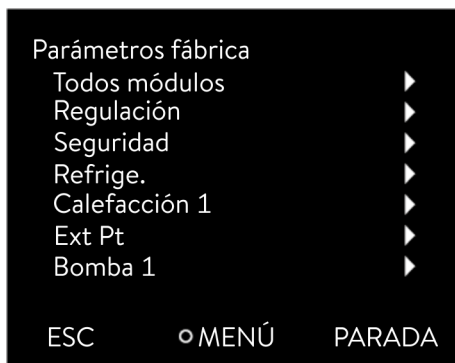 Parámetros fábrica
Todos módulos
Regulación
Seguridad
Refrige.
Calefacción 1
Ext Pt
Bomba 1
ESC MENÚ PARADA